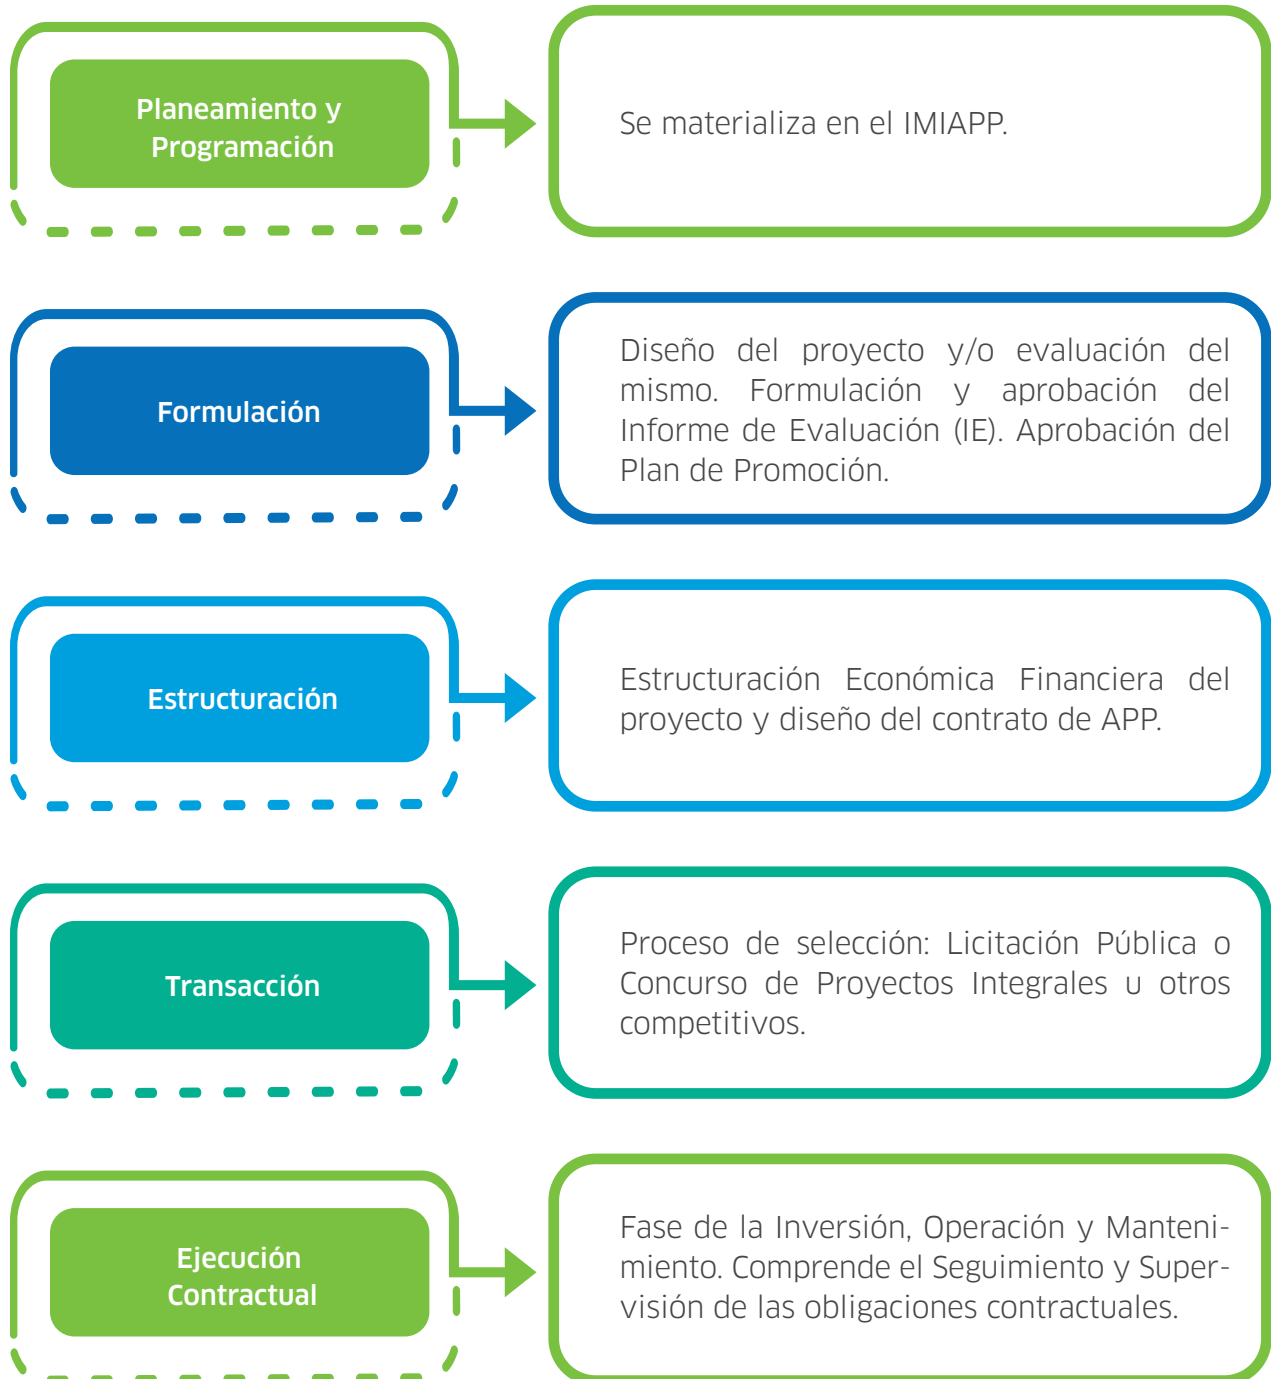 Planeamiento y
Programación
Se materializa en el IMIAPP.
Formulación
Diseño del proyecto y/o evaluación del
mismo. Formulación y aprobación del
Informe de Evaluación (IE). Aprobación del
Plan de Promoción.
Estructuración
Estructuración Económica Financiera del
proyecto y diseño del contrato de APP.
Transacción
Proceso de selección: Licitación Pública o
Concurso de Proyectos Integrales u otros
competitivos.
Ejecución
Contractual
Fase de la Inversión, Operación y Manteni-
miento. Comprende el Seguimiento y Super-
visión de las obligaciones contractuales.